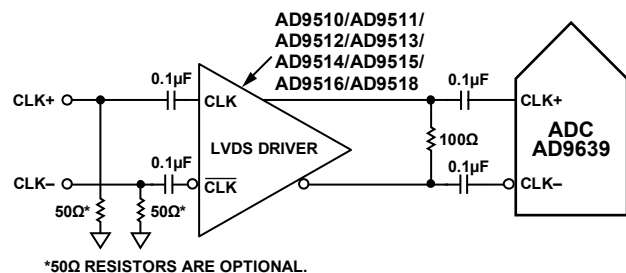 AD9510/AD9511/
AD9512/AD9513/
AD9514/AD9515/
AD9516/AD9518
0.1µF
0.1µF
CLK+
CLK
CLK+
LVDS DRIVER
100Ω
ADC
AD9639
0.1µF
0.1µF
CLK–
CLK
CLK–
50Ω*
50Ω*
*50Ω RESISTORS ARE OPTIONAL.